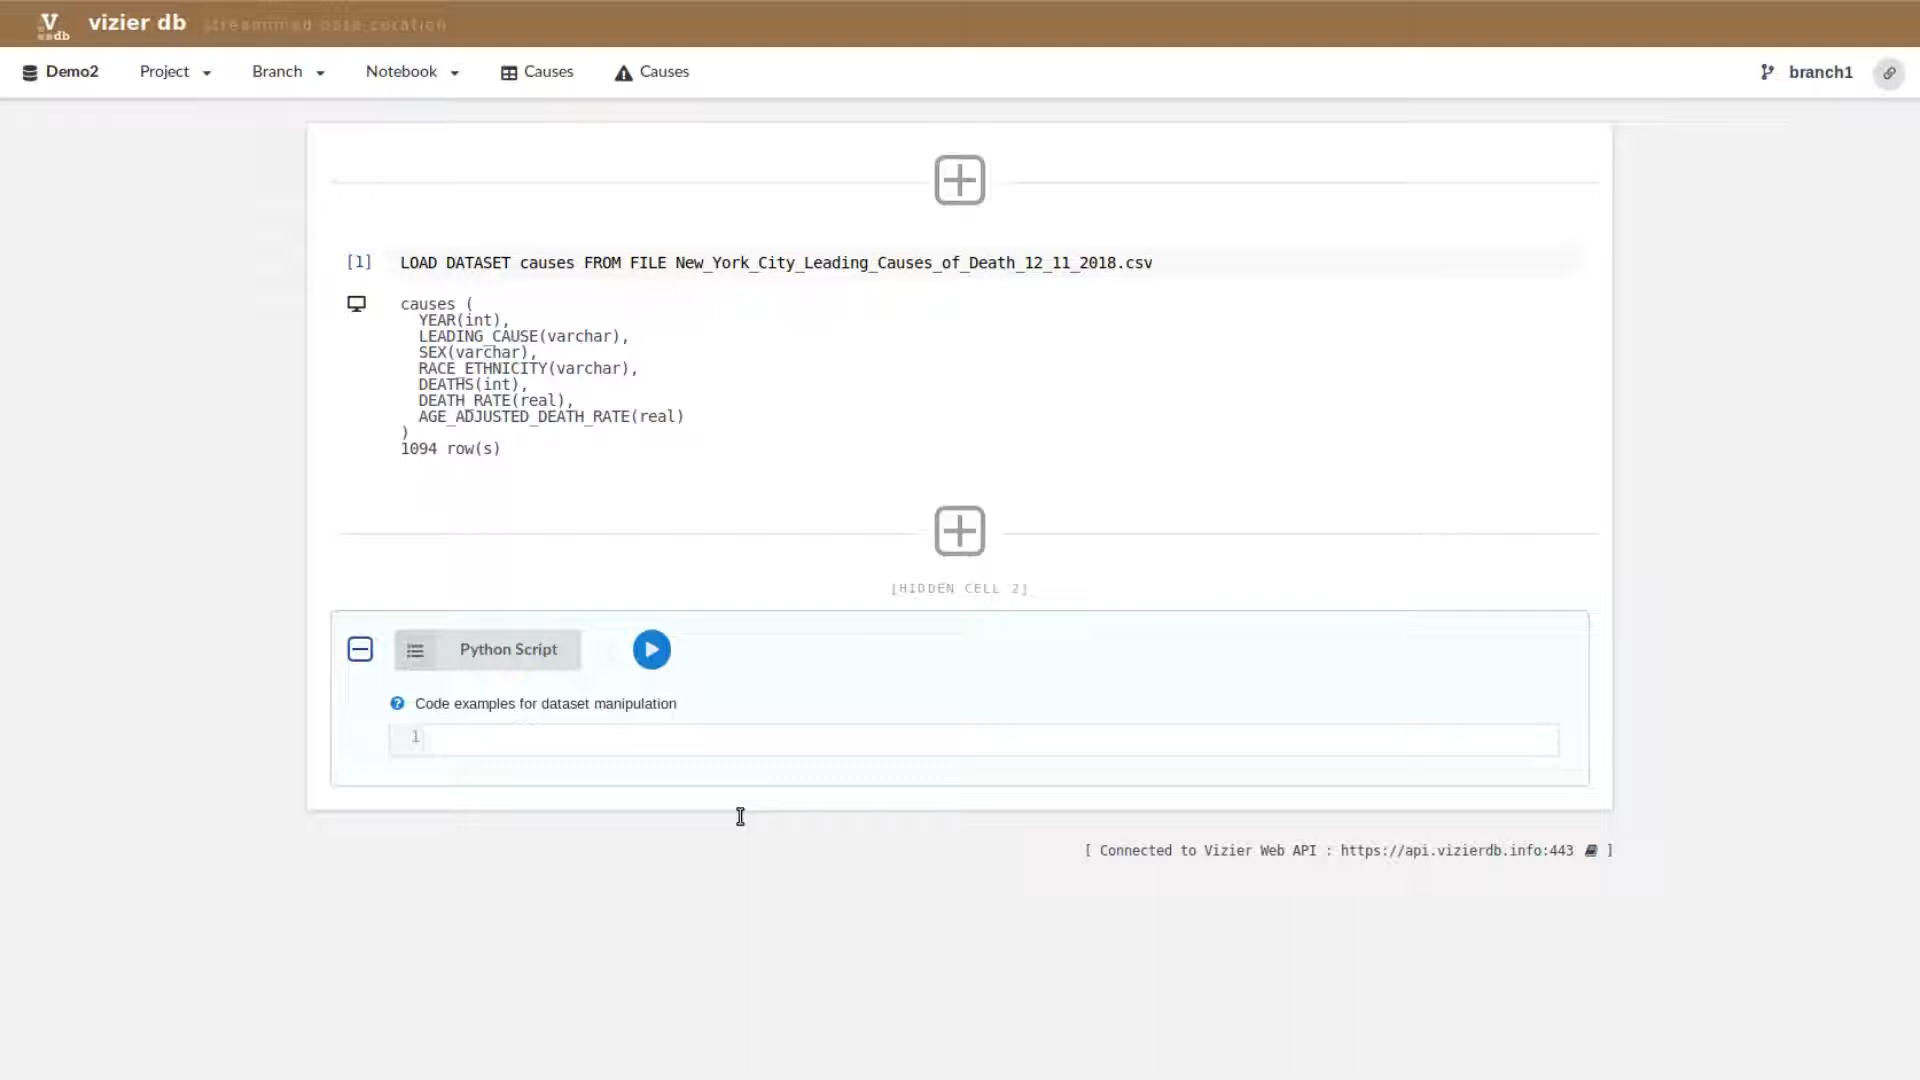 V
db
vizier db
Demo2
Project
Branch
Notebook
Causes
Causes
branch1
[1]
LOAD DATASET causes FROM FILE New_York_City_Leading_Causes_of_Death_12_11_2018.csv
causes (
YEAR(int),
LEADING_CAUSE(varchar),
SEX(varchar),
RACE_ETHNICITY(varchar),
DEATHS(int),
DEATH_RATE(real),
AGE_ADJUSTED_DEATH_RATE(real)
)
1094 row(s)
[HIDDEN CELL 2]
Python Script
Code examples for dataset manipulation
1
[ Connected to Vizier Web API : https://api.vizierdb.info:443 ]